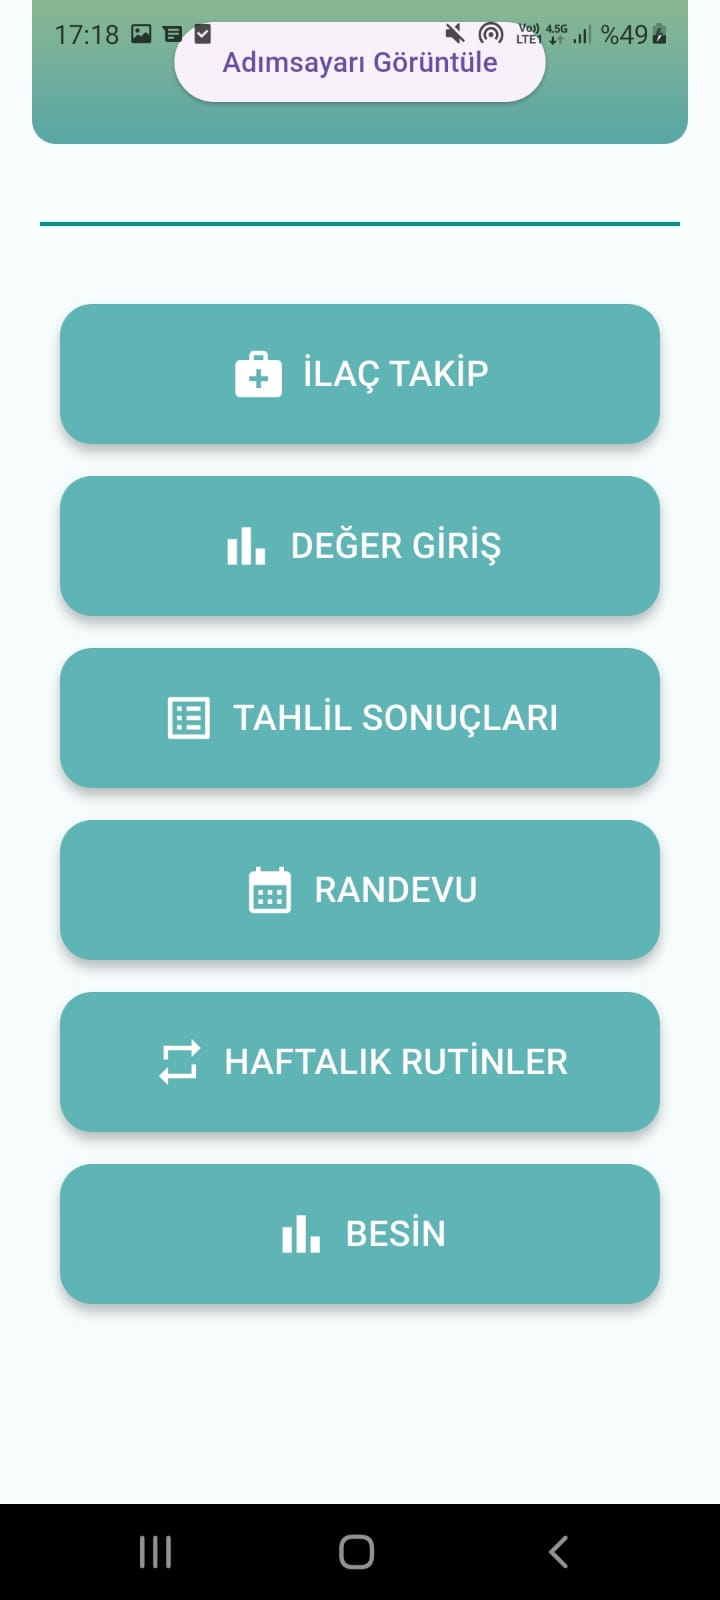 17:18
Vo)) LTE1 4.5G %49
Adımsayarı Görüntüle
İLAÇ TAKİP
DEĞER GİRİŞ
TAHLİL SONUÇLARI
RANDEVU
HAFTALIK RUTİNLER
BESİN